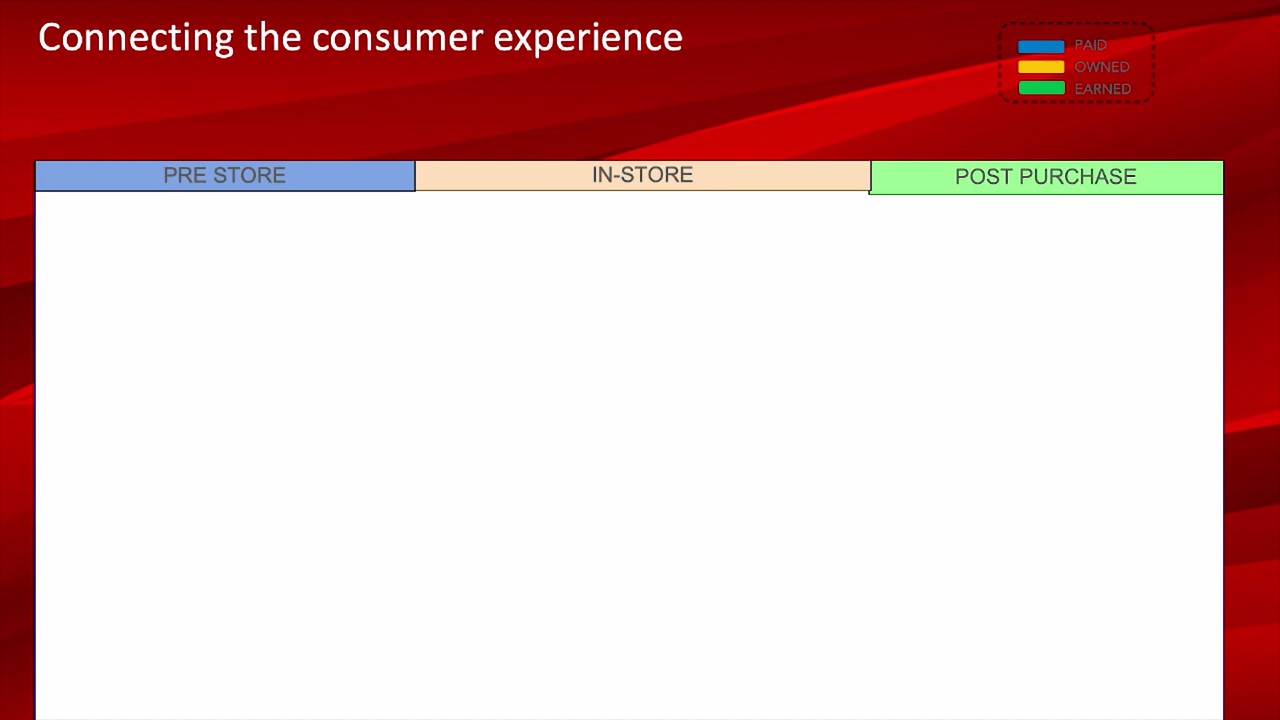 Connecting the consumer experience
PAID
OWNED
EARNED
PRE STORE
IN-STORE
POST PURCHASE